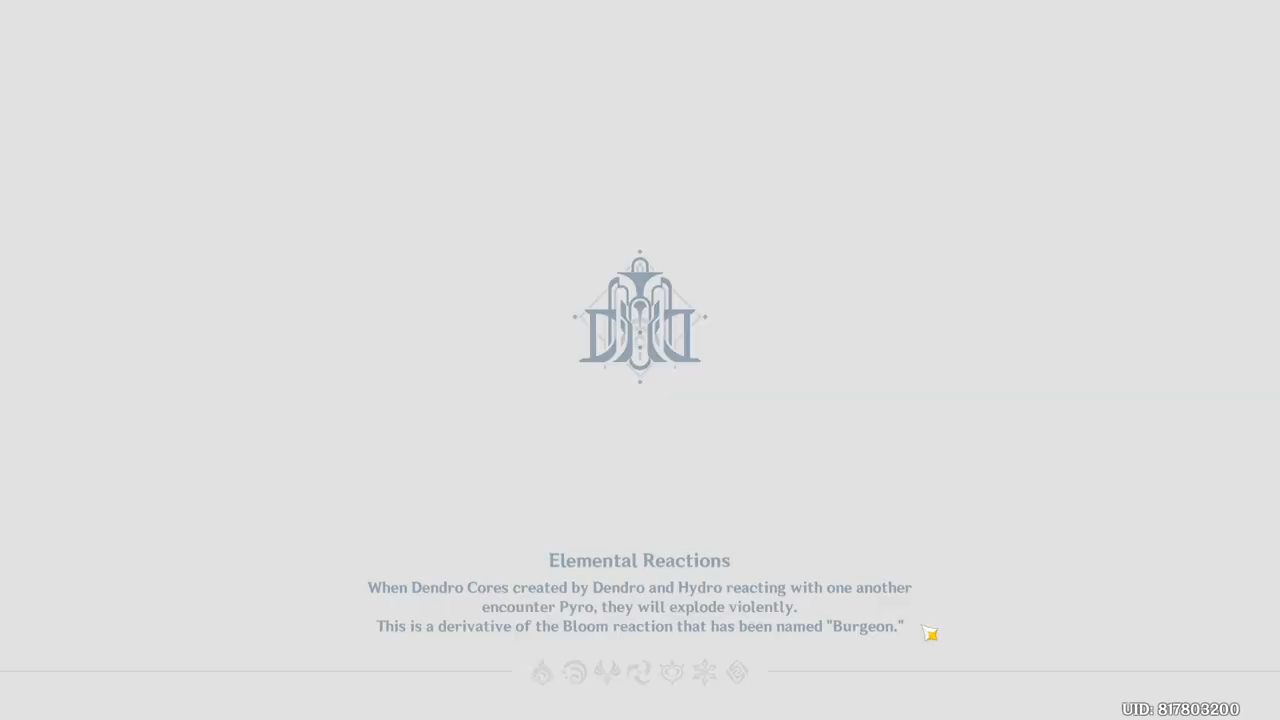 Elemental Reactions
When Dendro Cores created by Dendro and Hydro reacting with one another
encounter Pyro, they will explode violently.
This is a derivative of the Bloom reaction that has been named "Burgeon."
UID: 817803200